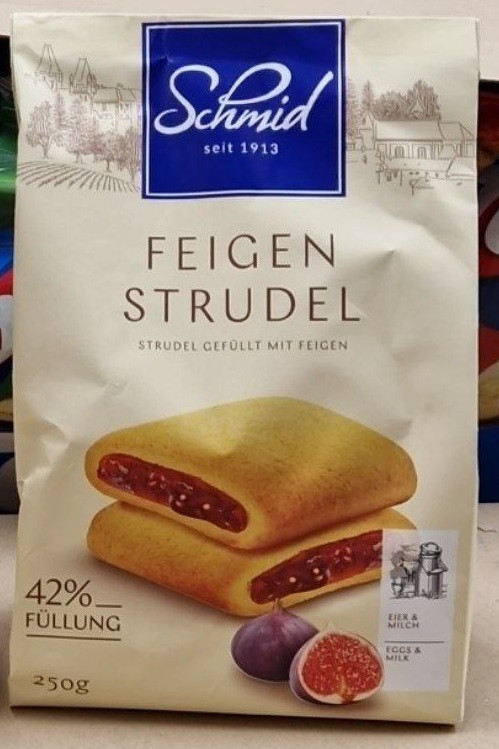 Schmid
seit 1913
FEIGEN
STRUDEL
STRUDEL GEFÜLLT MIT FEIGEN
42%
FÜLLUNG
250g
EIER &
MILCH
EGGS &
MILK